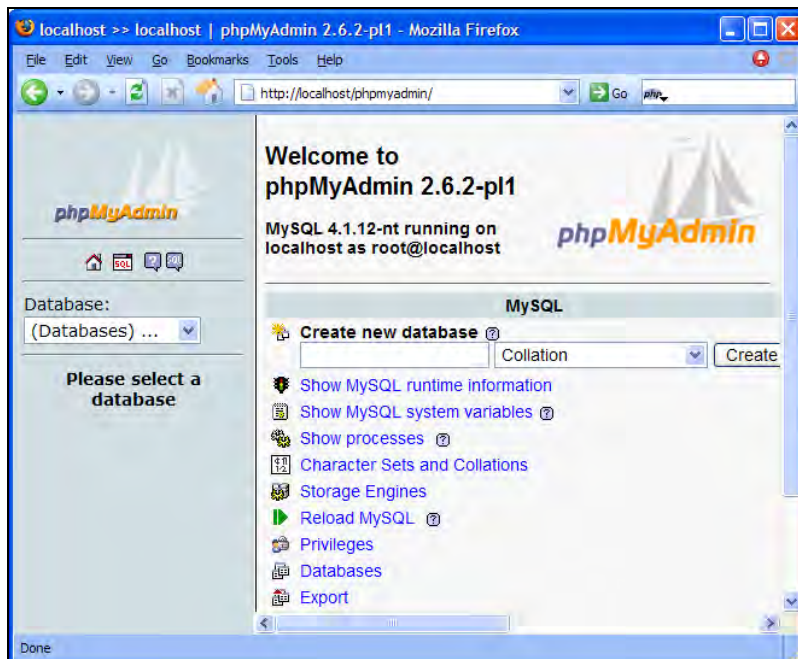 localhost >> localhost | phpMyAdmin 2.6.2-pl1 - Mozilla Firefox
File Edit View Go Bookmarks Tools Help
http://localhost/phpmyadmin/ Go php
phpMyAdmin
SQL
Database:
(Databases) ...
Please select a
database
Welcome to
phpMyAdmin 2.6.2-pl1
MySQL 4.1.12-nt running on
localhost as root@localhost
phpMyAdmin
MySQL
Create new database
Collation Create
Show MySQL runtime information
Show MySQL system variables
Show processes
Character Sets and Collations
Storage Engines
Reload MySQL
Privileges
Databases
Export
Done